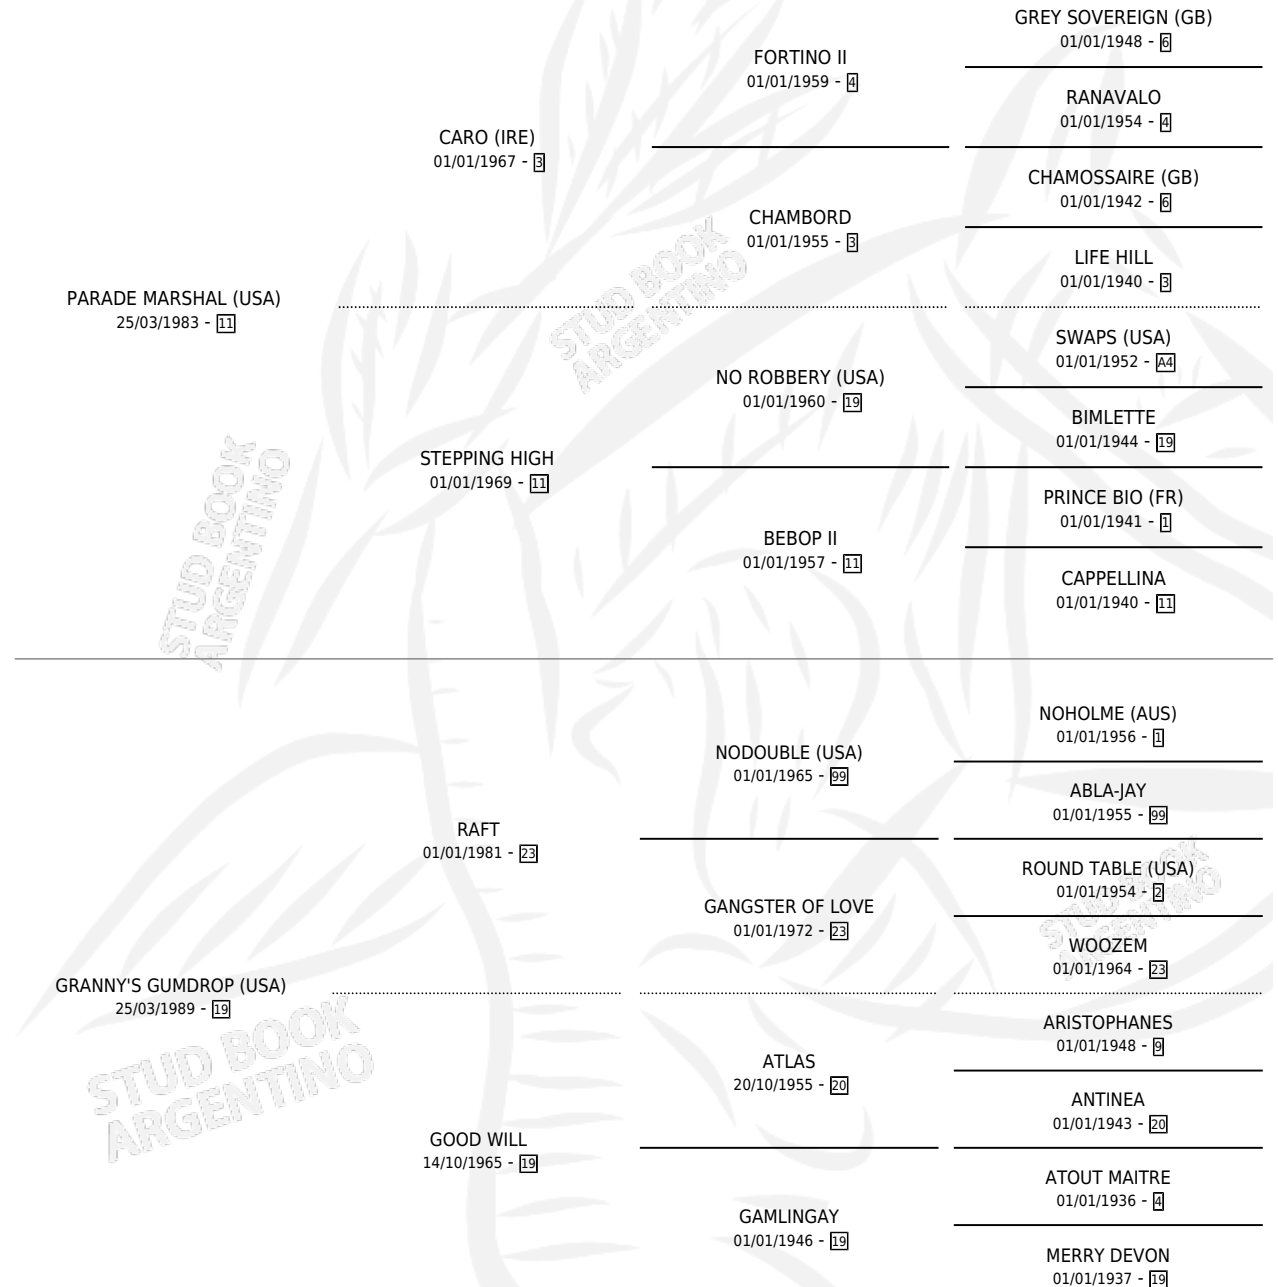 GREY SOVEREIGN (GB)
01/01/1948 - 6
FORTINO II
01/01/1959 - 4
RANAVALO
01/01/1954 - 4
CARO (IRE)
01/01/1967 - 3
CHAMOSSAIRE (GB)
01/01/1942 - 6
CHAMBORD
01/01/1955 - 3
LIFE HILL
01/01/1940 - 3
PARADE MARSHAL (USA)
25/03/1983 - 11
SWAPS (USA)
01/01/1952 - A4
NO ROBBERY (USA)
01/01/1960 - 19
BIMLETTE
01/01/1944 - 19
STEPPING HIGH
01/01/1969 - 11
PRINCE BIO (FR)
01/01/1941 - 1
BEBOP II
01/01/1957 - 11
CAPPELLINA
01/01/1940 - 11
STUD BOOK
ARGENTINO
STUD BOOK
ARGENTINO
NOHOLME (AUS)
01/01/1956 - 1
NODOUBLE (USA)
01/01/1965 - 99
ABLA-JAY
01/01/1955 - 99
RAFT
01/01/1981 - 23
ROUND TABLE (USA)
01/01/1954 - 2
GANGSTER OF LOVE
01/01/1972 - 23
WOOZEM
01/01/1964 - 23
GRANNY'S GUMDROP (USA)
25/03/1989 - 19
ARISTOPHANES
01/01/1948 - 9
ATLAS
20/10/1955 - 20
ANTINEA
01/01/1943 - 20
GOOD WILL
14/10/1965 - 19
ATOUT MAITRE
01/01/1936 - 4
GAMLINGAY
01/01/1946 - 19
MERRY DEVON
01/01/1937 - 19
STUD BOOK
ARGENTINO
STUD BOOK
ARGENTINO